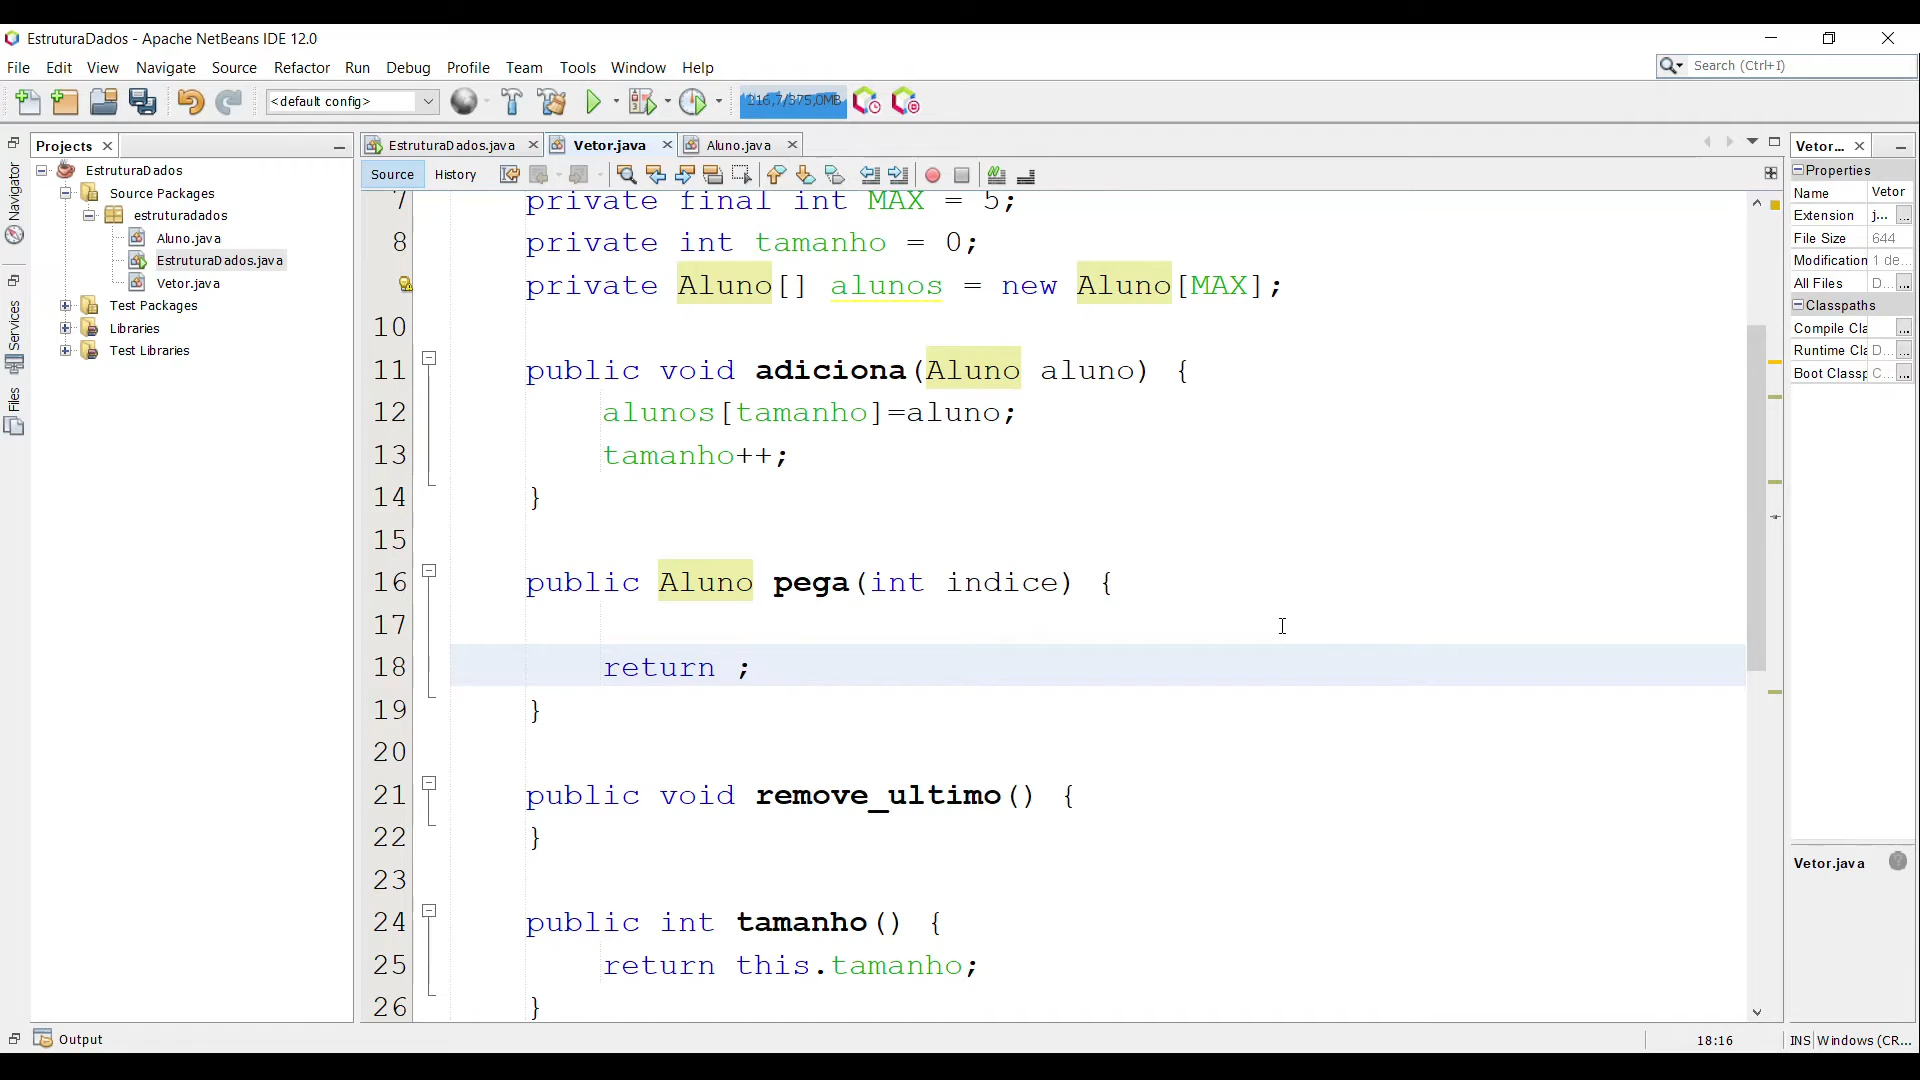 EstruturaDados - Apache NetBeans IDE 12.0
File Edit View Navigate Source Refactor Run Debug Profile Team Tools Window Help
Search (Ctrl+I)
<default config>
216,7/375,0MB
Projects
EstruturaDados
Source Packages
estruturadados
Aluno.java
EstruturaDados.java
Vetor.java
Test Packages
Libraries
Test Libraries
Navigator
Services
Files
EstruturaDados.java Vetor.java Aluno.java
Source History
7 private final int MAX = 5;
8 private int tamanho = 0;
private Aluno[] alunos = new Aluno[MAX];
10
11 public void adiciona(Aluno aluno) {
12 alunos[tamanho]=aluno;
13 tamanho++;
14 }
15
16 public Aluno pega(int indice) {
17
18 return ;
19 }
20
21 public void remove_ultimo() {
22 }
23
24 public int tamanho() {
25 return this.tamanho;
26 }
Vetor...
Properties
Name Vetor
Extension j... ...
File Size 644
Modification 1 de...
All Files D... ...
Classpaths
Compile Cla ...
Runtime Cla D... ...
Boot Classp C... ...
Vetor.java
Output
18:16 INS Windows (CR...